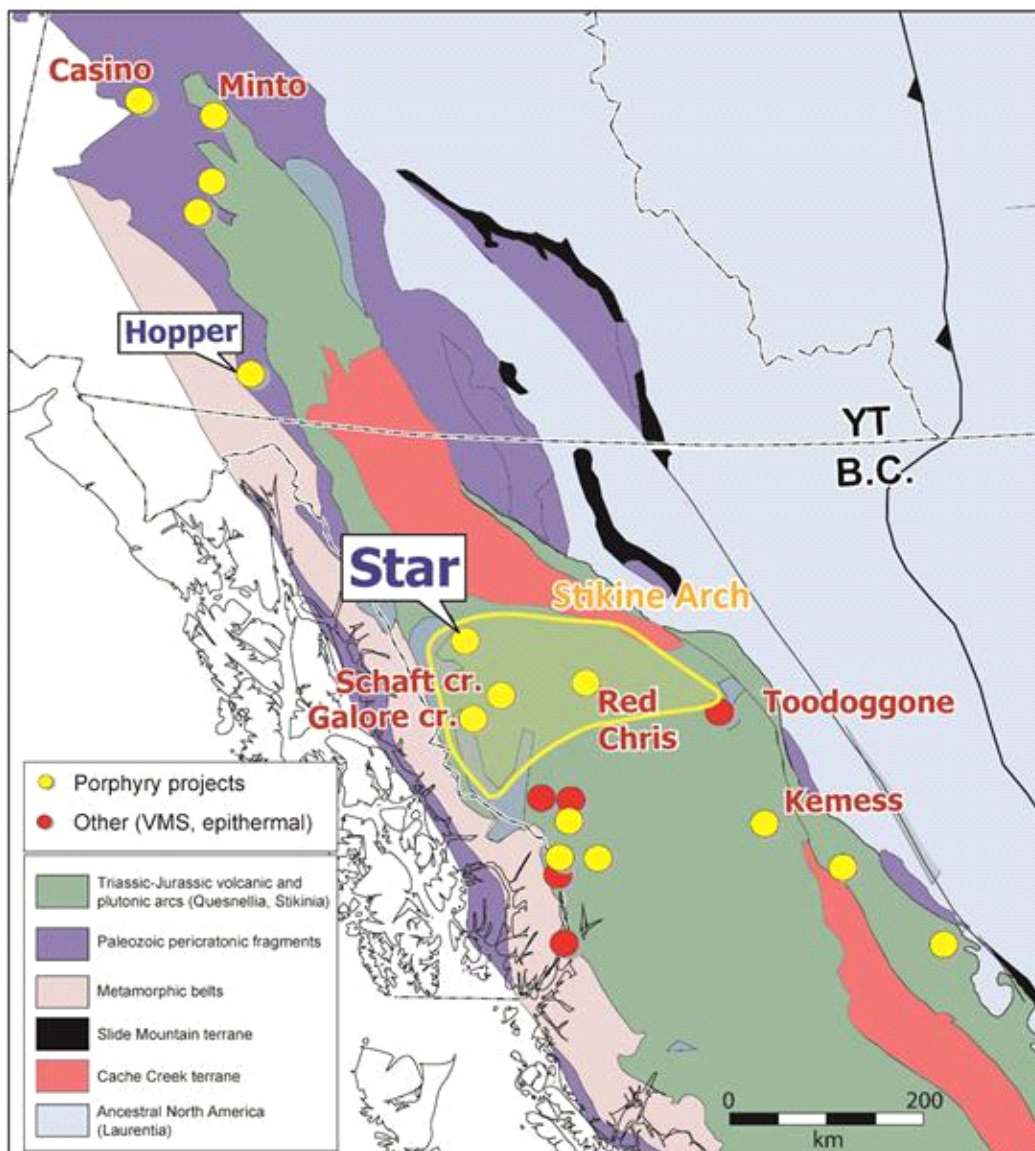 Casino
Minto
Hopper
YT
B.C.
Star
Stikine Arch
Schaft cr.
Galore cr.
Red
Chris
Toodoggone
Kemess
Porphyry projects
Other (VMS, epithermal)
Triassic-Jurassic volcanic and
plutonic arcs (Quesnellia, Stikinia)
Paleozoic pericratonic fragments
Metamorphic belts
Slide Mountain terrane
Cache Creek terrane
Ancestral North America
(Laurentia)
0 200
km